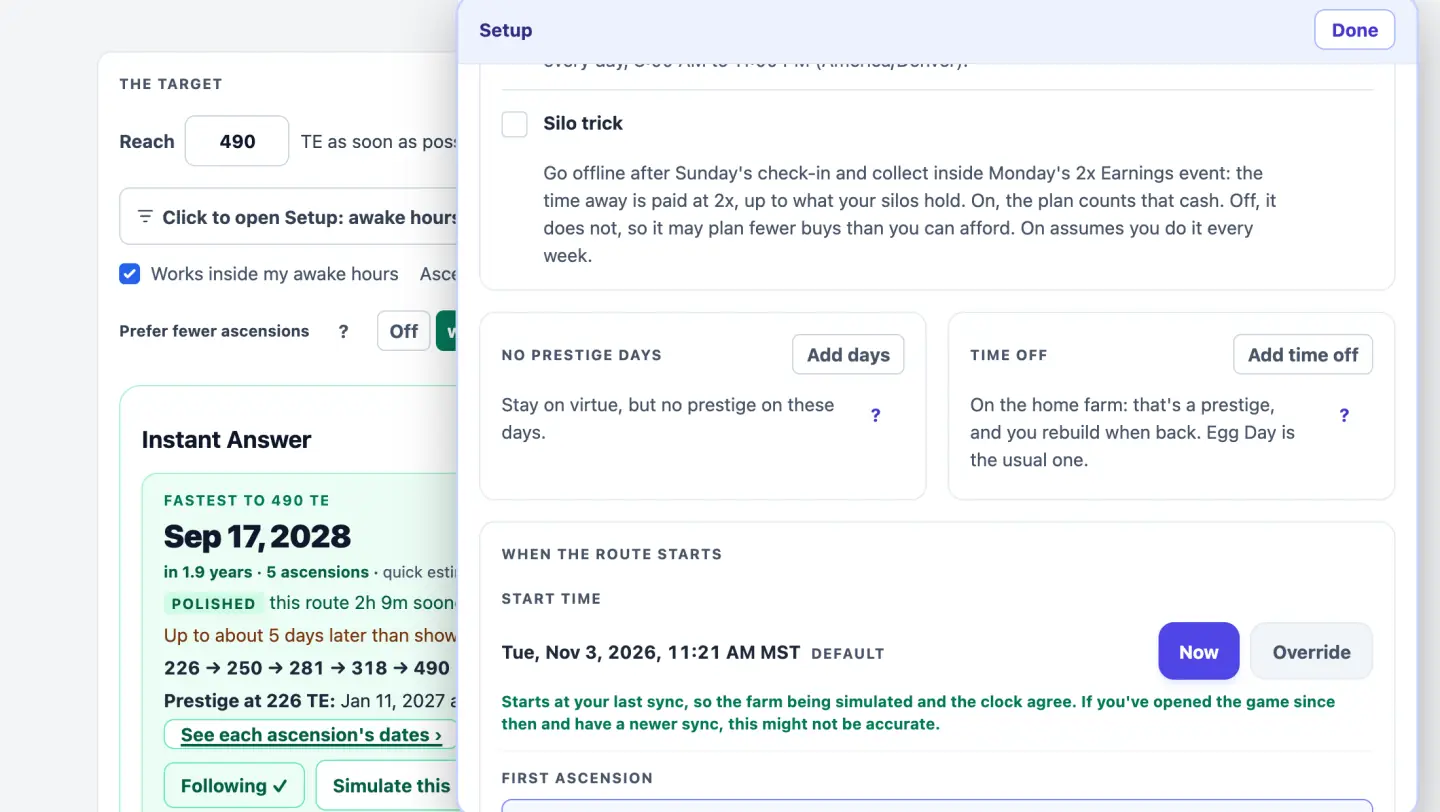 THE TARGET
Reach 490 TE as soon as poss
Click to open Setup: awake hours
Works inside my awake hours Asce
Prefer fewer ascensions ? Off
Instant Answer
FASTEST TO 490 TE
Sep 17, 2028
in 1.9 years · 5 ascensions · quick esti
POLISHED this route 2h 9m soon
Up to about 5 days later than show
226 → 250 → 281 → 318 → 490
Prestige at 226 TE: Jan 11, 2027 a
See each ascension's dates ›
Following ✓ Simulate this
Setup
Done
Silo trick
Go offline after Sunday's check-in and collect inside Monday's 2x Earnings event: the
time away is paid at 2x, up to what your silos hold. On, the plan counts that cash. Off, it
does not, so it may plan fewer buys than you can afford. On assumes you do it every
week.
NO PRESTIGE DAYS
Add days
Stay on virtue, but no prestige on these
days.
?
TIME OFF
Add time off
On the home farm: that's a prestige,
and you rebuild when back. Egg Day is
the usual one.
?
WHEN THE ROUTE STARTS
START TIME
Tue, Nov 3, 2026, 11:21 AM MST DEFAULT
Now
Override
Starts at your last sync, so the farm being simulated and the clock agree. If you've opened the game since
then and have a newer sync, this might not be accurate.
FIRST ASCENSION